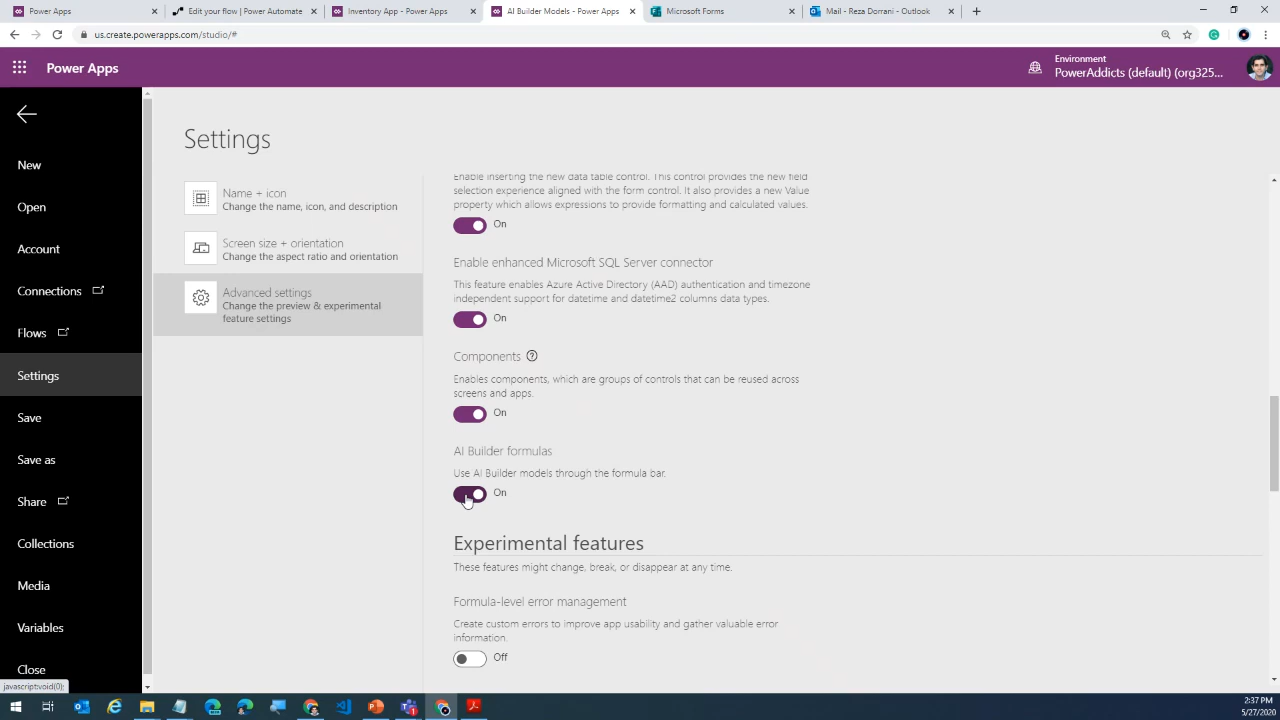 Power Apps
Edit your flow | Power Automate
Inventory App - Power Apps
AI Builder Models - Power Apps
Microsoft Forms
Mail - Reza Dorrani - Outlook
us.create.powerapps.com/studio/#
Power Apps
Environment
PowerAddicts (default) (org325...
New
Open
Account
Connections
Flows
Settings
Save
Save as
Share
Collections
Media
Variables
Close
javascript:void(0);
Settings
Name + icon
Change the name, icon, and description
Screen size + orientation
Change the aspect ratio and orientation
Advanced settings
Change the preview & experimental
feature settings
Enable inserting the new data table control. This control provides the new field
selection experience aligned with the form control. It also provides a new Value
property which allows expressions to provide formatting and calculated values.
On
Enable enhanced Microsoft SQL Server connector
This feature enables Azure Active Directory (AAD) authentication and timezone
independent support for datetime and datetime2 columns data types.
On
Components
Enables components, which are groups of controls that can be reused across
screens and apps.
On
AI Builder formulas
Use AI Builder models through the formula bar.
On
Experimental features
These features might change, break, or disappear at any time.
Formula-level error management
Create custom errors to improve app usability and gather valuable error
information.
Off
2:37 PM
5/27/2020